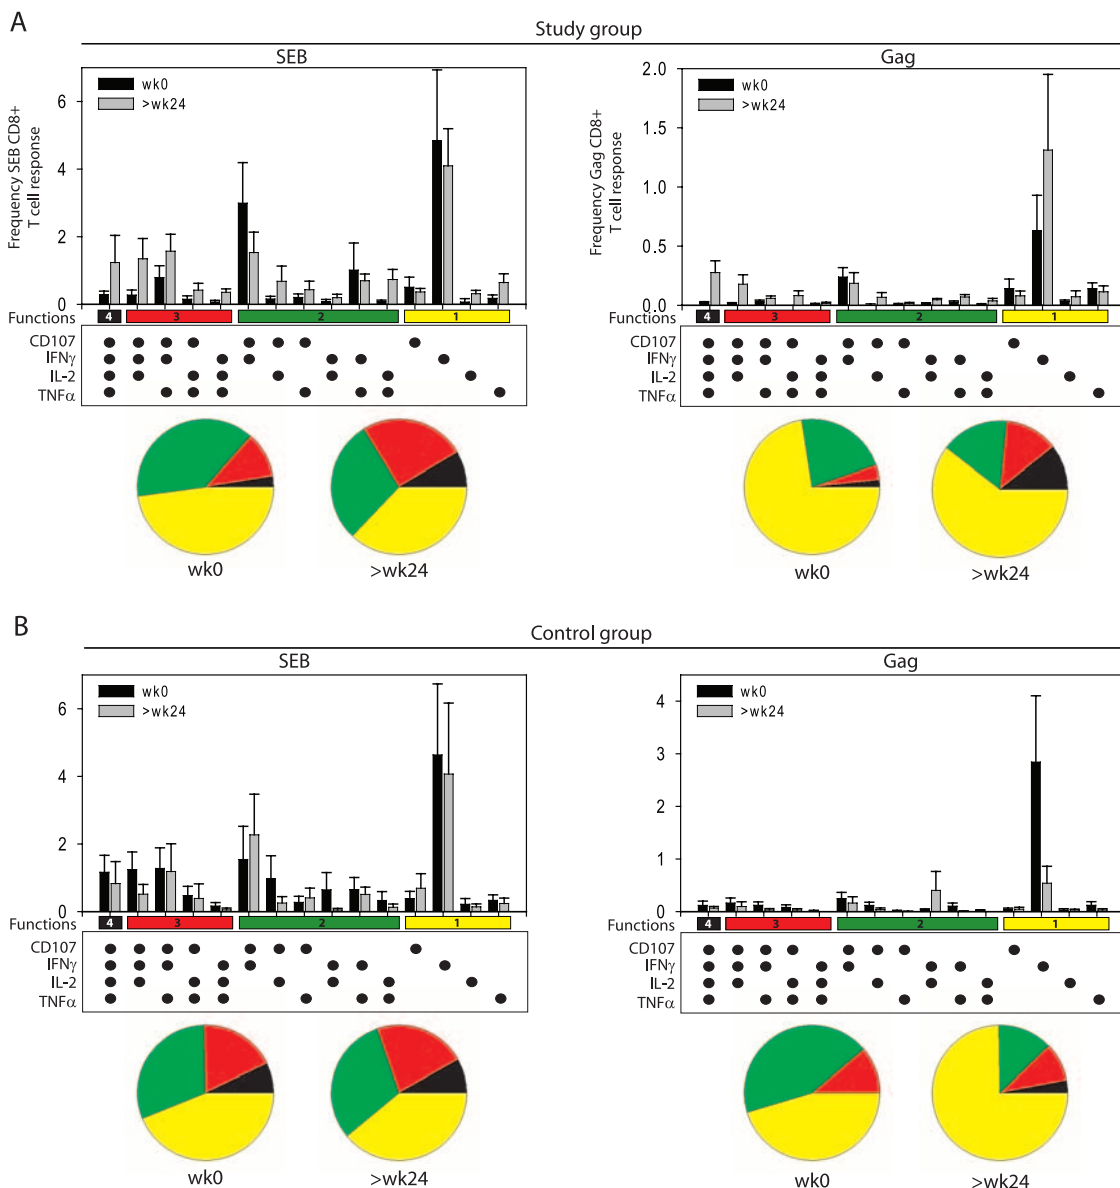 A
Study group
SEB
Gag
wk0
>wk24
Frequency SEB CD8+
T cell response
6
4
2
0
Functions
4
3
2
1
CD107
IFNγ
IL-2
TNFα
wk0
>wk24
wk0
>wk24
Frequency Gag CD8+
T cell response
2.0
1.5
1.0
0.5
0.0
Functions
4
3
2
1
CD107
IFNγ
IL-2
TNFα
wk0
>wk24
B
Control group
SEB
Gag
wk0
>wk24
6
4
2
0
Functions
4
3
2
1
CD107
IFNγ
IL-2
TNFα
wk0
>wk24
wk0
>wk24
4
3
2
1
0
Functions
4
3
2
1
CD107
IFNγ
IL-2
TNFα
wk0
>wk24